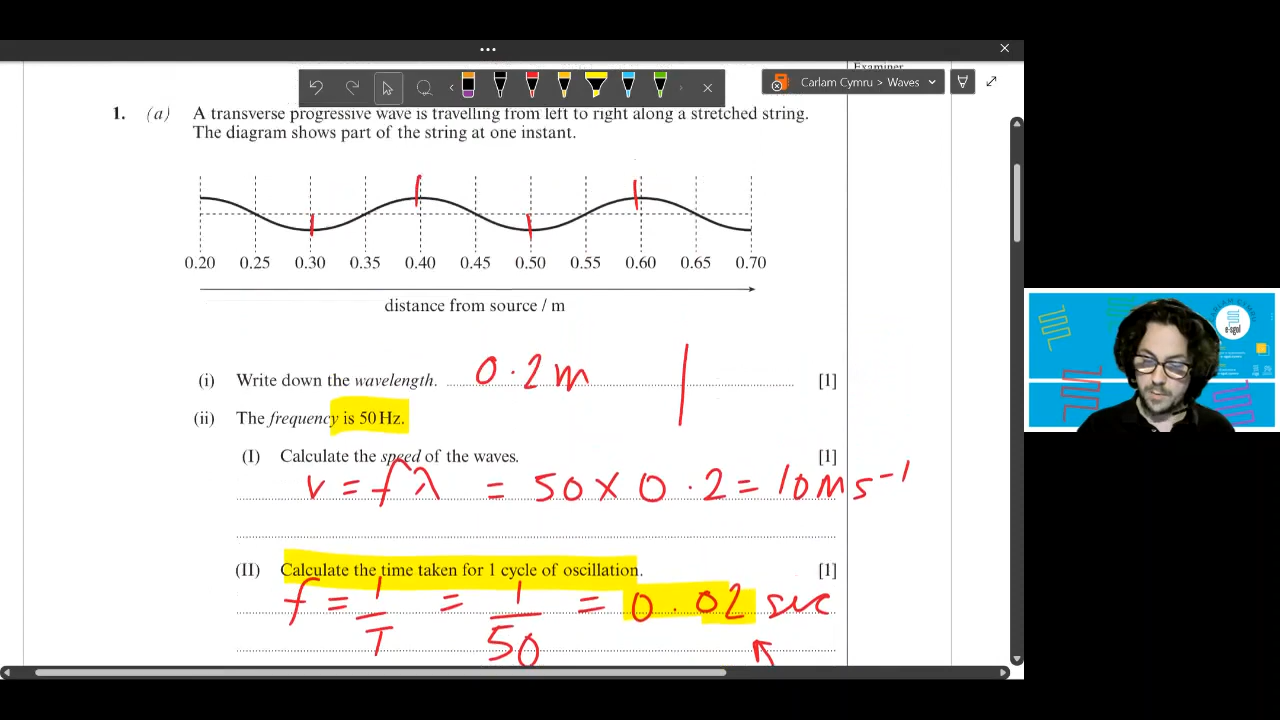 Examiner
Carlam Cymru > Waves
1. (a) A transverse progressive wave is travelling from left to right along a stretched string.
The diagram shows part of the string at one instant.
0.20 0.25 0.30 0.35 0.40 0.45 0.50 0.55 0.60 0.65 0.70
distance from source / m
(i) Write down the wavelength. 0.2m [1]
(ii) The frequency is 50 Hz.
(I) Calculate the speed of the waves. [1]
v = fλ = 50 × 0.2 = 10 ms⁻¹
(II) Calculate the time taken for 1 cycle of oscillation. [1]
f = 1/T = 1/50 = 0.02 sec
e-sgol